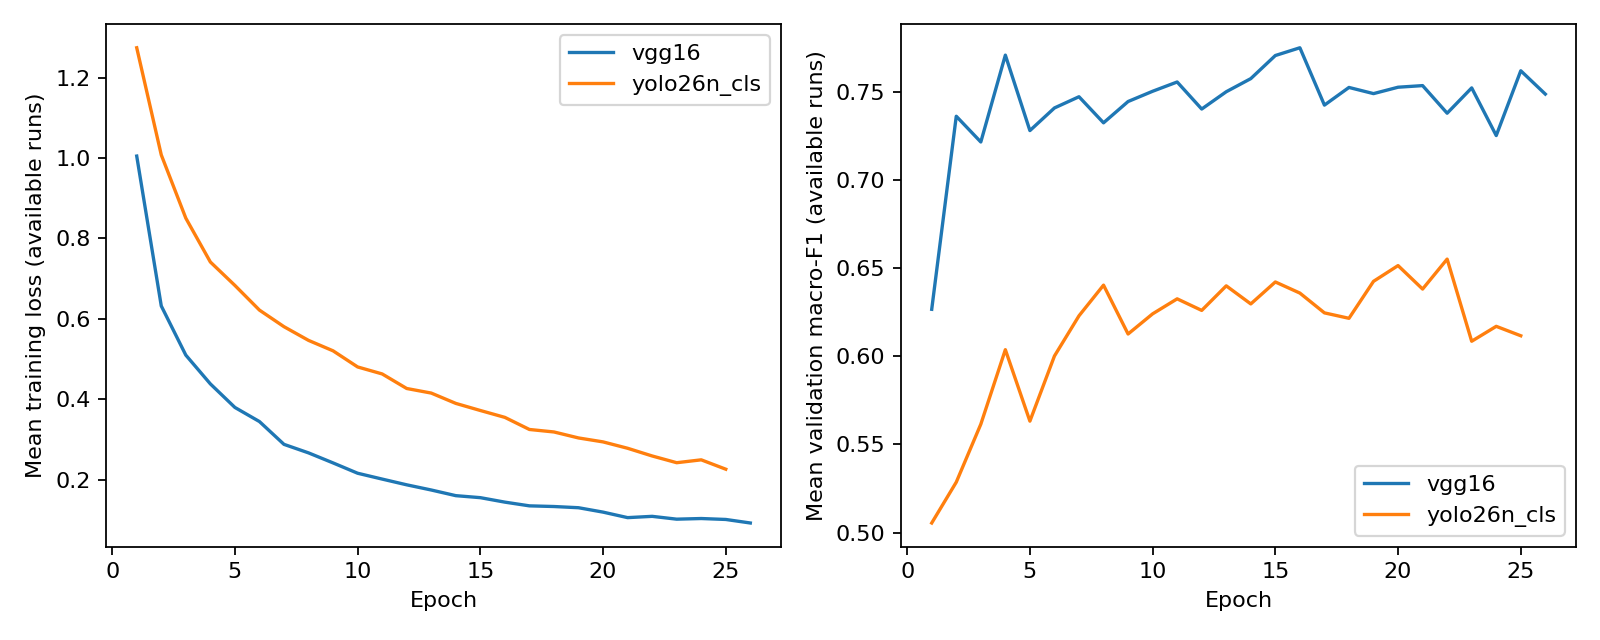 Mean training loss (available runs)
1.2
1.0
0.8
0.6
0.4
0.2
vgg16
yolo26n_cls
0 5 10 15 20 25
Epoch
Mean validation macro-F1 (available runs)
0.75
0.70
0.65
0.60
0.55
0.50
vgg16
yolo26n_cls
0 5 10 15 20 25
Epoch